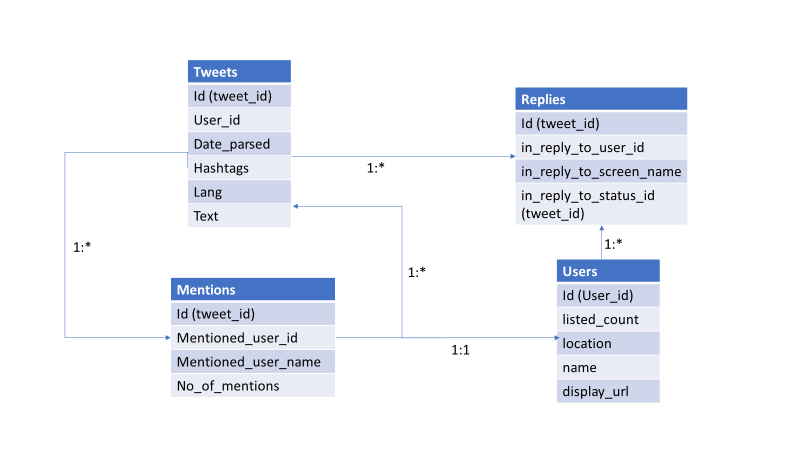 Tweets
Id (tweet_id)
User_id
Date_parsed
Hashtags
Lang
Text
Replies
Id (tweet_id)
in_reply_to_user_id
in_reply_to_screen_name
in_reply_to_status_id
(tweet_id)
1:*
1:*
1:*
1:*
1:1
Mentions
Id (tweet_id)
Mentioned_user_id
Mentioned_user_name
No_of_mentions
Users
Id (User_id)
listed_count
location
name
display_url